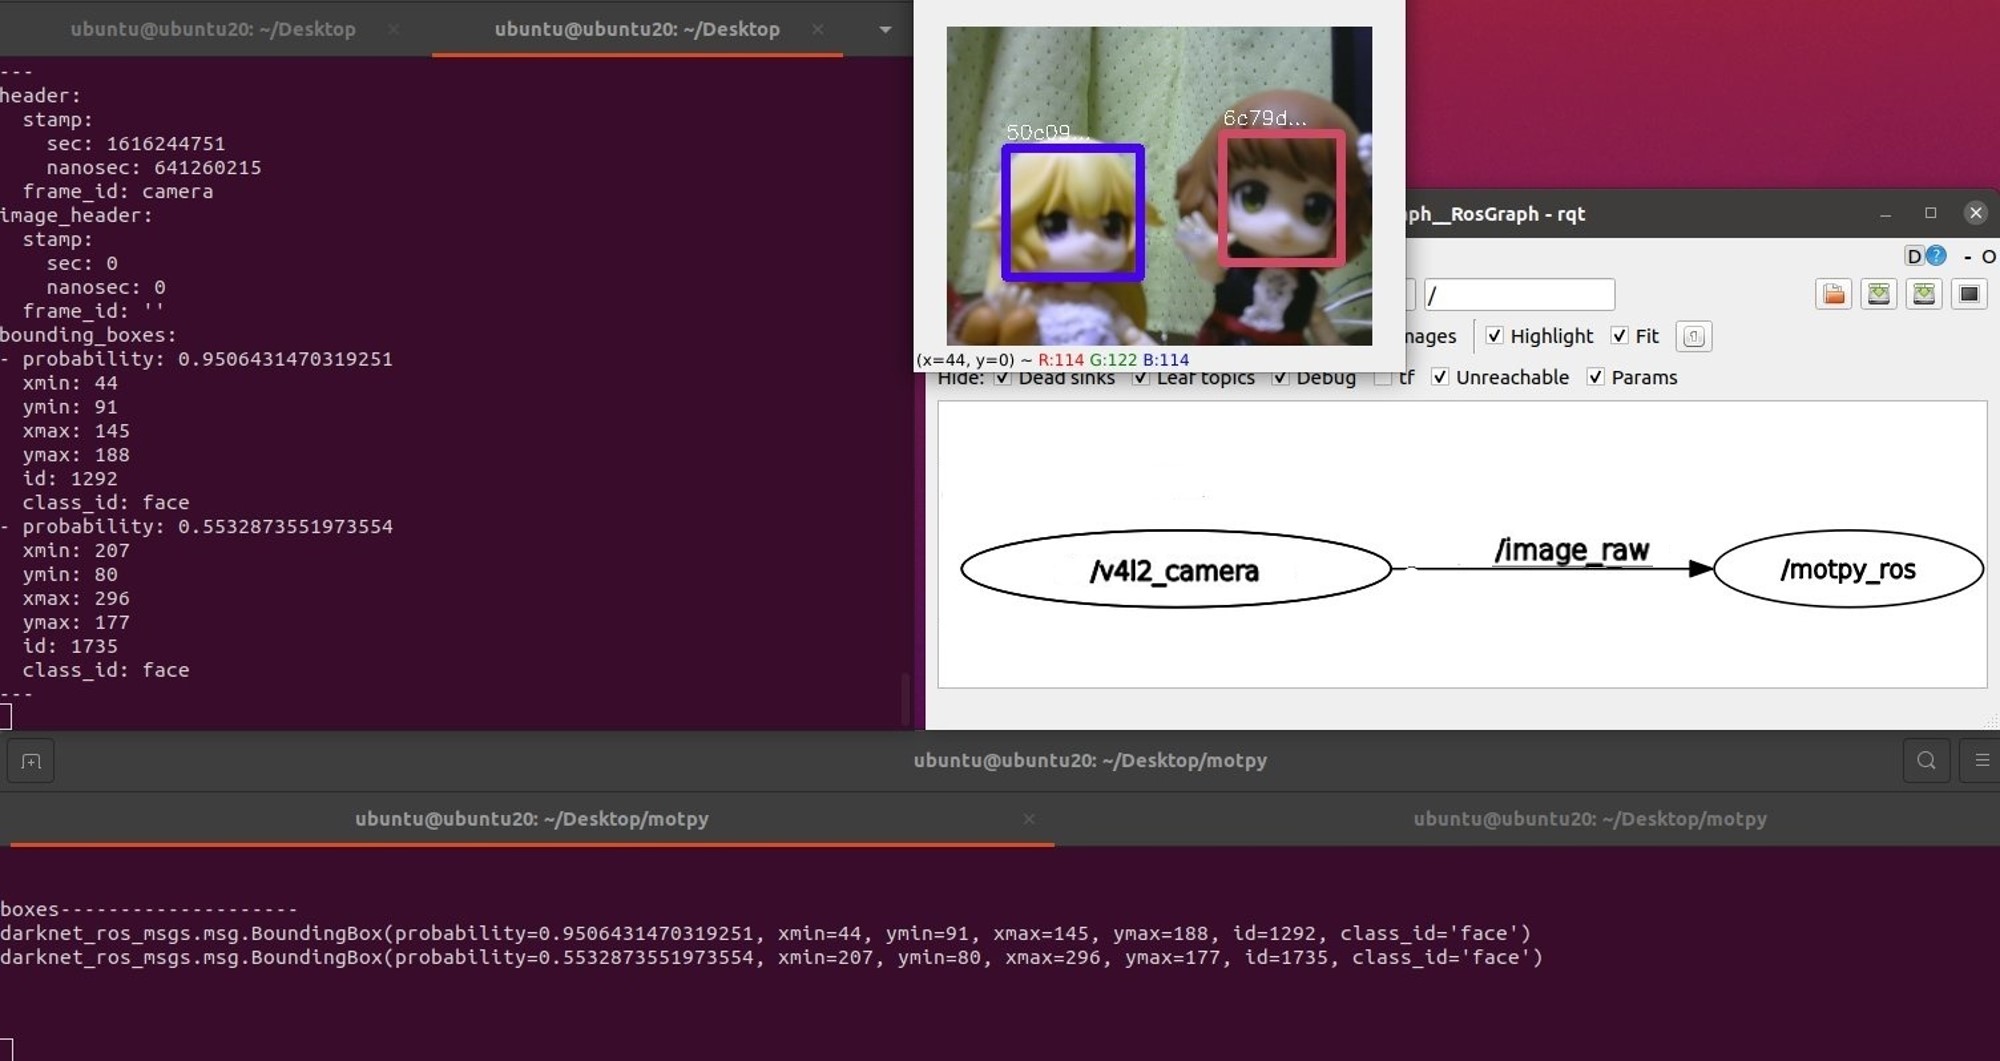 ubuntu@ubuntu20: ~/Desktop
ubuntu@ubuntu20: ~/Desktop
---
header:
stamp:
sec: 1616244751
nanosec: 641260215
frame_id: camera
image_header:
stamp:
sec: 0
nanosec: 0
frame_id: ''
bounding_boxes:
- probability: 0.9506431470319251
xmin: 44
ymin: 91
xmax: 145
ymax: 188
id: 1292
class_id: face
- probability: 0.5532873551973554
xmin: 207
ymin: 80
xmax: 296
ymax: 177
id: 1735
class_id: face
---
50c09...
6c79d...
(x=44, y=0) ~ R:114 G:122 B:114
aph__RosGraph - rqt
D ? - O
/
mages Highlight Fit
Hide: Dead sinks Leaf topics Debug tf Unreachable Params
/v4l2_camera
/image_raw
/motpy_ros
ubuntu@ubuntu20: ~/Desktop/motpy
ubuntu@ubuntu20: ~/Desktop/motpy
ubuntu@ubuntu20: ~/Desktop/motpy
boxes--------------------
darknet_ros_msgs.msg.BoundingBox(probability=0.9506431470319251, xmin=44, ymin=91, xmax=145, ymax=188, id=1292, class_id='face')
darknet_ros_msgs.msg.BoundingBox(probability=0.5532873551973554, xmin=207, ymin=80, xmax=296, ymax=177, id=1735, class_id='face')